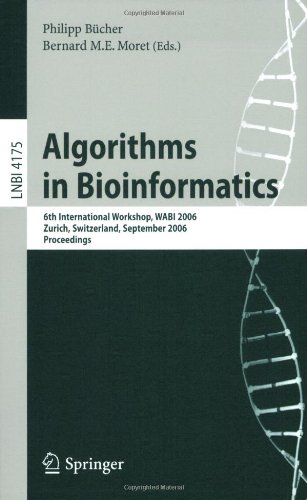 Philipp Bücher
Bernard M.E. Moret (Eds.)
LNBI 4175
Algorithms
in Bioinformatics
6th International Workshop, WABI 2006
Zurich, Switzerland, September 2006
Proceedings
Springer